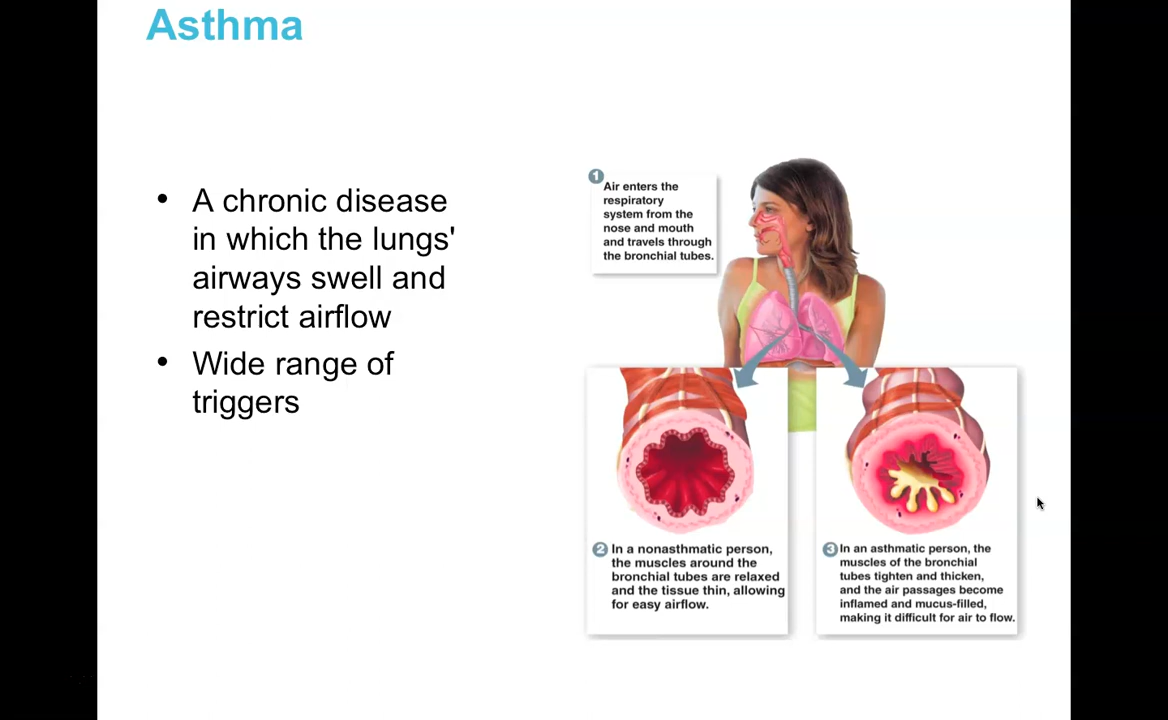 Asthma
• A chronic disease
in which the lungs'
airways swell and
restrict airflow
• Wide range of
triggers
1
Air enters the
respiratory
system from the
nose and mouth
and travels through
the bronchial tubes.
2 In a nonasthmatic person,
the muscles around the
bronchial tubes are relaxed
and the tissue thin, allowing
for easy airflow.
3 In an asthmatic person, the
muscles of the bronchial
tubes tighten and thicken,
and the air passages become
inflamed and mucus-filled,
making it difficult for air to flow.